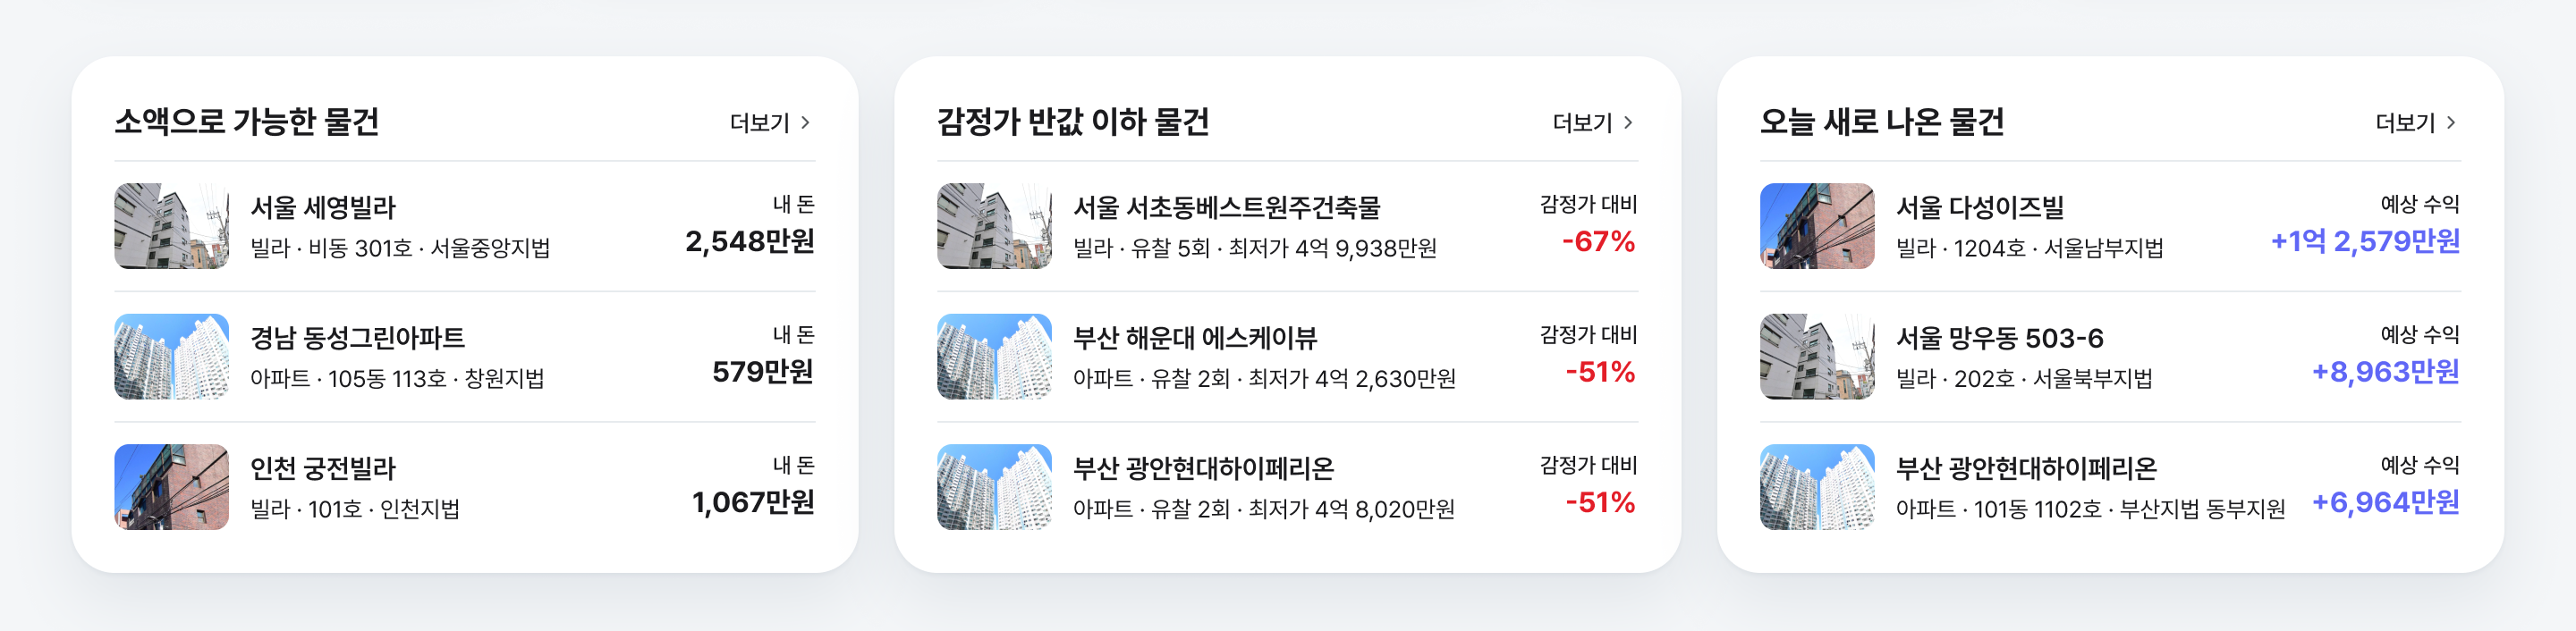 소액으로 가능한 물건
더보기 >
서울 세영빌라
빌라 · 비동 301호 · 서울중앙지법
내 돈
2,548만원
경남 동성그린아파트
아파트 · 105동 113호 · 창원지법
내 돈
579만원
인천 궁전빌라
빌라 · 101호 · 인천지법
내 돈
1,067만원
감정가 반값 이하 물건
더보기 >
서울 서초동베스트원주건축물
빌라 · 유찰 5회 · 최저가 4억 9,938만원
감정가 대비
-67%
부산 해운대 에스케이뷰
아파트 · 유찰 2회 · 최저가 4억 2,630만원
감정가 대비
-51%
부산 광안현대하이페리온
아파트 · 유찰 2회 · 최저가 4억 8,020만원
감정가 대비
-51%
오늘 새로 나온 물건
더보기 >
서울 다성이즈빌
빌라 · 1204호 · 서울남부지법
예상 수익
+1억 2,579만원
서울 망우동 503-6
빌라 · 202호 · 서울북부지법
예상 수익
+8,963만원
부산 광안현대하이페리온
아파트 · 101동 1102호 · 부산지법 동부지원
예상 수익
+6,964만원